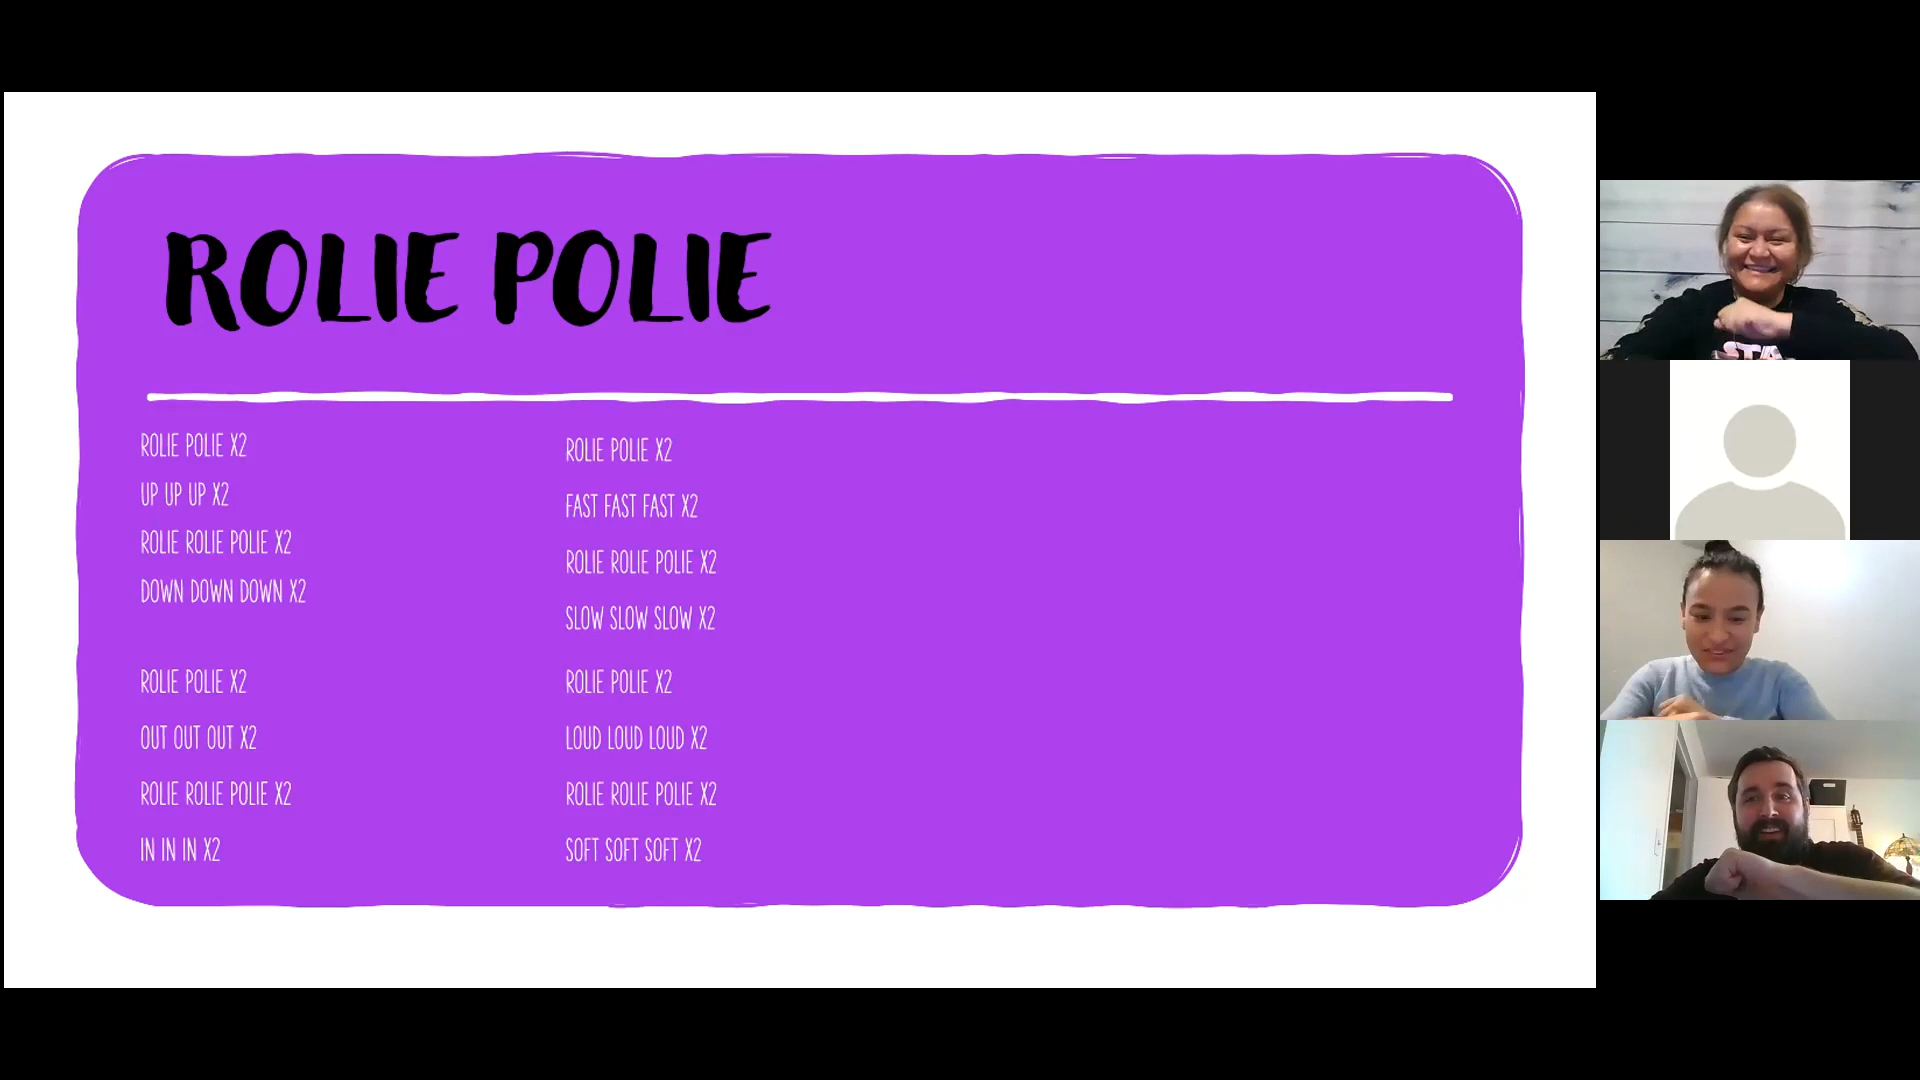 ROLIE POLIE
ROLIE POLIE X2
UP UP UP X2
ROLIE ROLIE POLIE X2
DOWN DOWN DOWN X2
ROLIE POLIE X2
OUT OUT OUT X2
ROLIE ROLIE POLIE X2
IN IN IN X2
ROLIE POLIE X2
FAST FAST FAST X2
ROLIE ROLIE POLIE X2
SLOW SLOW SLOW X2
ROLIE POLIE X2
LOUD LOUD LOUD X2
ROLIE ROLIE POLIE X2
SOFT SOFT SOFT X2